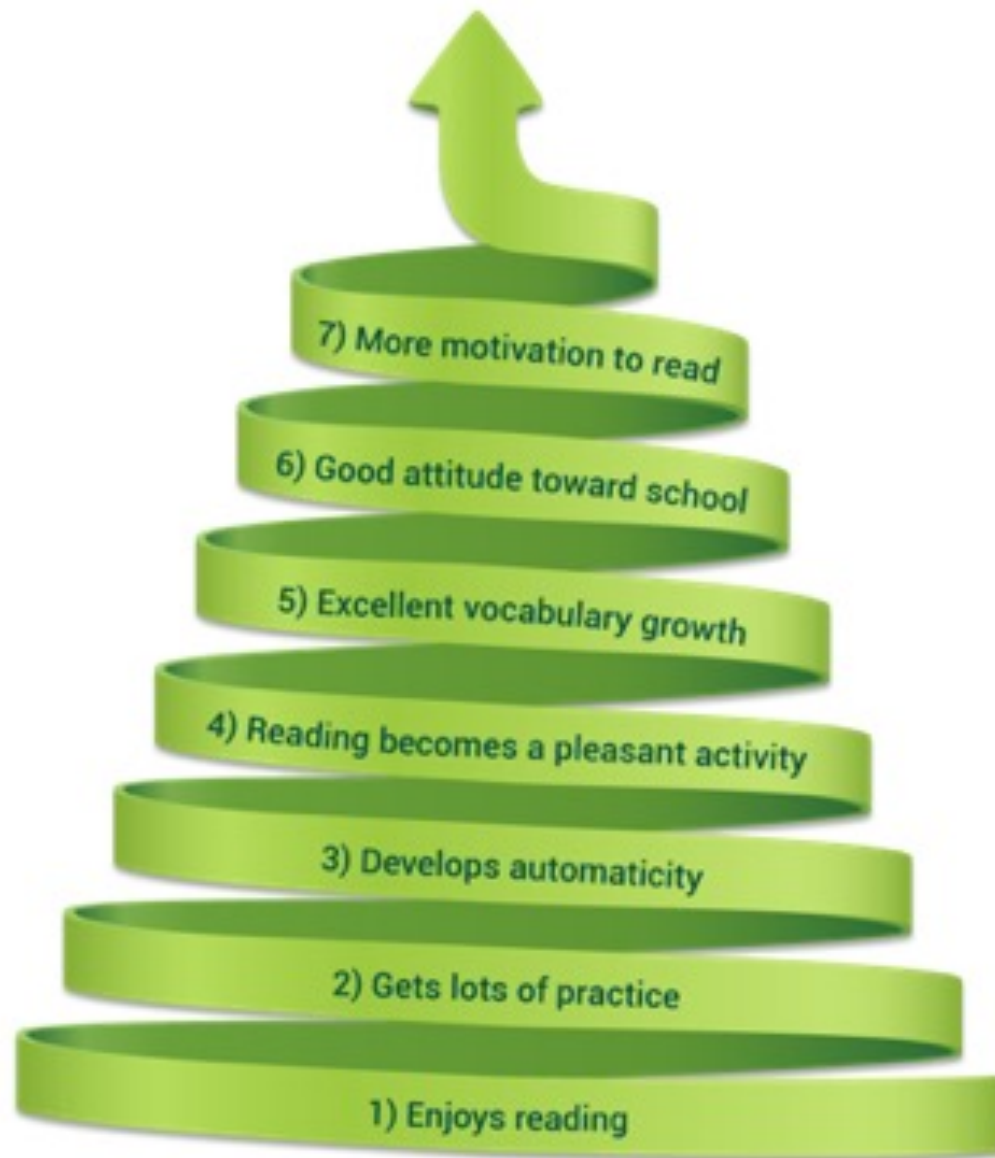 7) More motivation to read
6) Good attitude toward school
5) Excellent vocabulary growth
4) Reading becomes a pleasant activity
3) Develops automaticity
2) Gets lots of practice
1) Enjoys reading